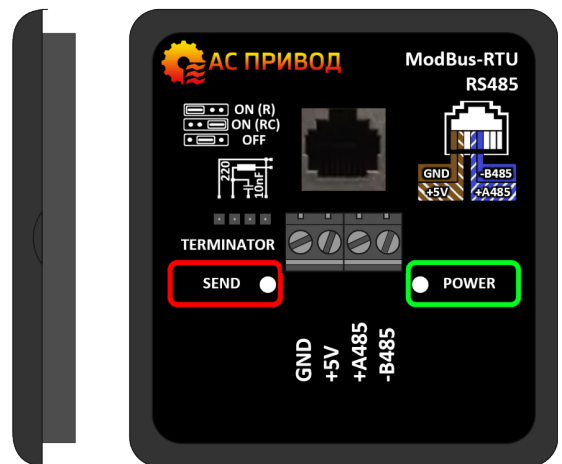 АС ПРИВОД
ModBus-RTU
RS485
ON (R)
ON (RC)
OFF
220
10nF
GND
-B485
+5V
+A485
TERMINATOR
SEND
POWER
GND
+5V
+A485
-B485